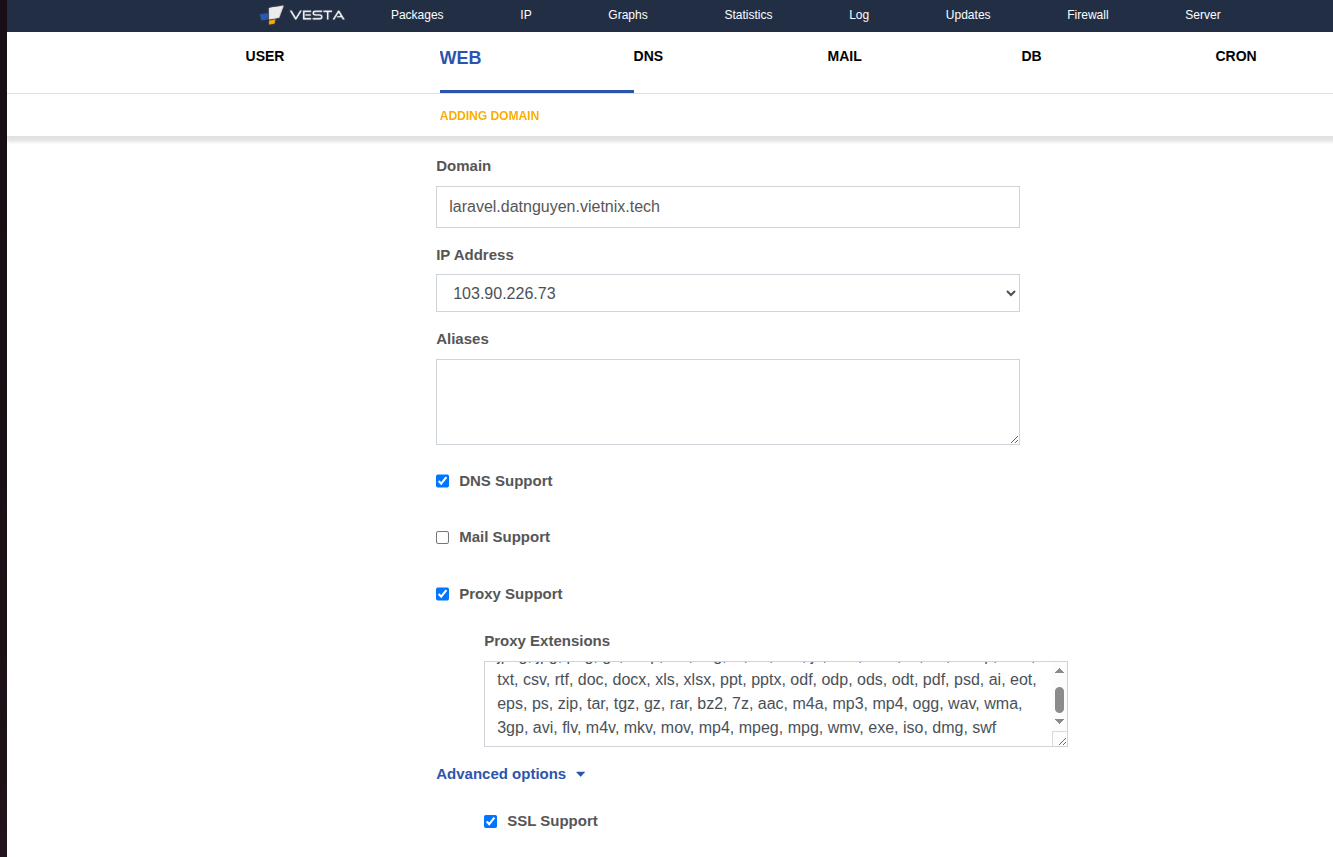 VESTA Packages IP Graphs Statistics Log Updates Firewall Server
USER WEB DNS MAIL DB CRON
ADDING DOMAIN
Domain
laravel.datnguyen.vietnix.tech
IP Address
103.90.226.73
Aliases
DNS Support
Mail Support
Proxy Support
Proxy Extensions
txt, csv, rtf, doc, docx, xls, xlsx, ppt, pptx, odf, odp, ods, odt, pdf, psd, ai, eot,
eps, ps, zip, tar, tgz, gz, rar, bz2, 7z, aac, m4a, mp3, mp4, ogg, wav, wma,
3gp, avi, flv, m4v, mkv, mov, mp4, mpeg, mpg, wmv, exe, iso, dmg, swf
Advanced options
SSL Support